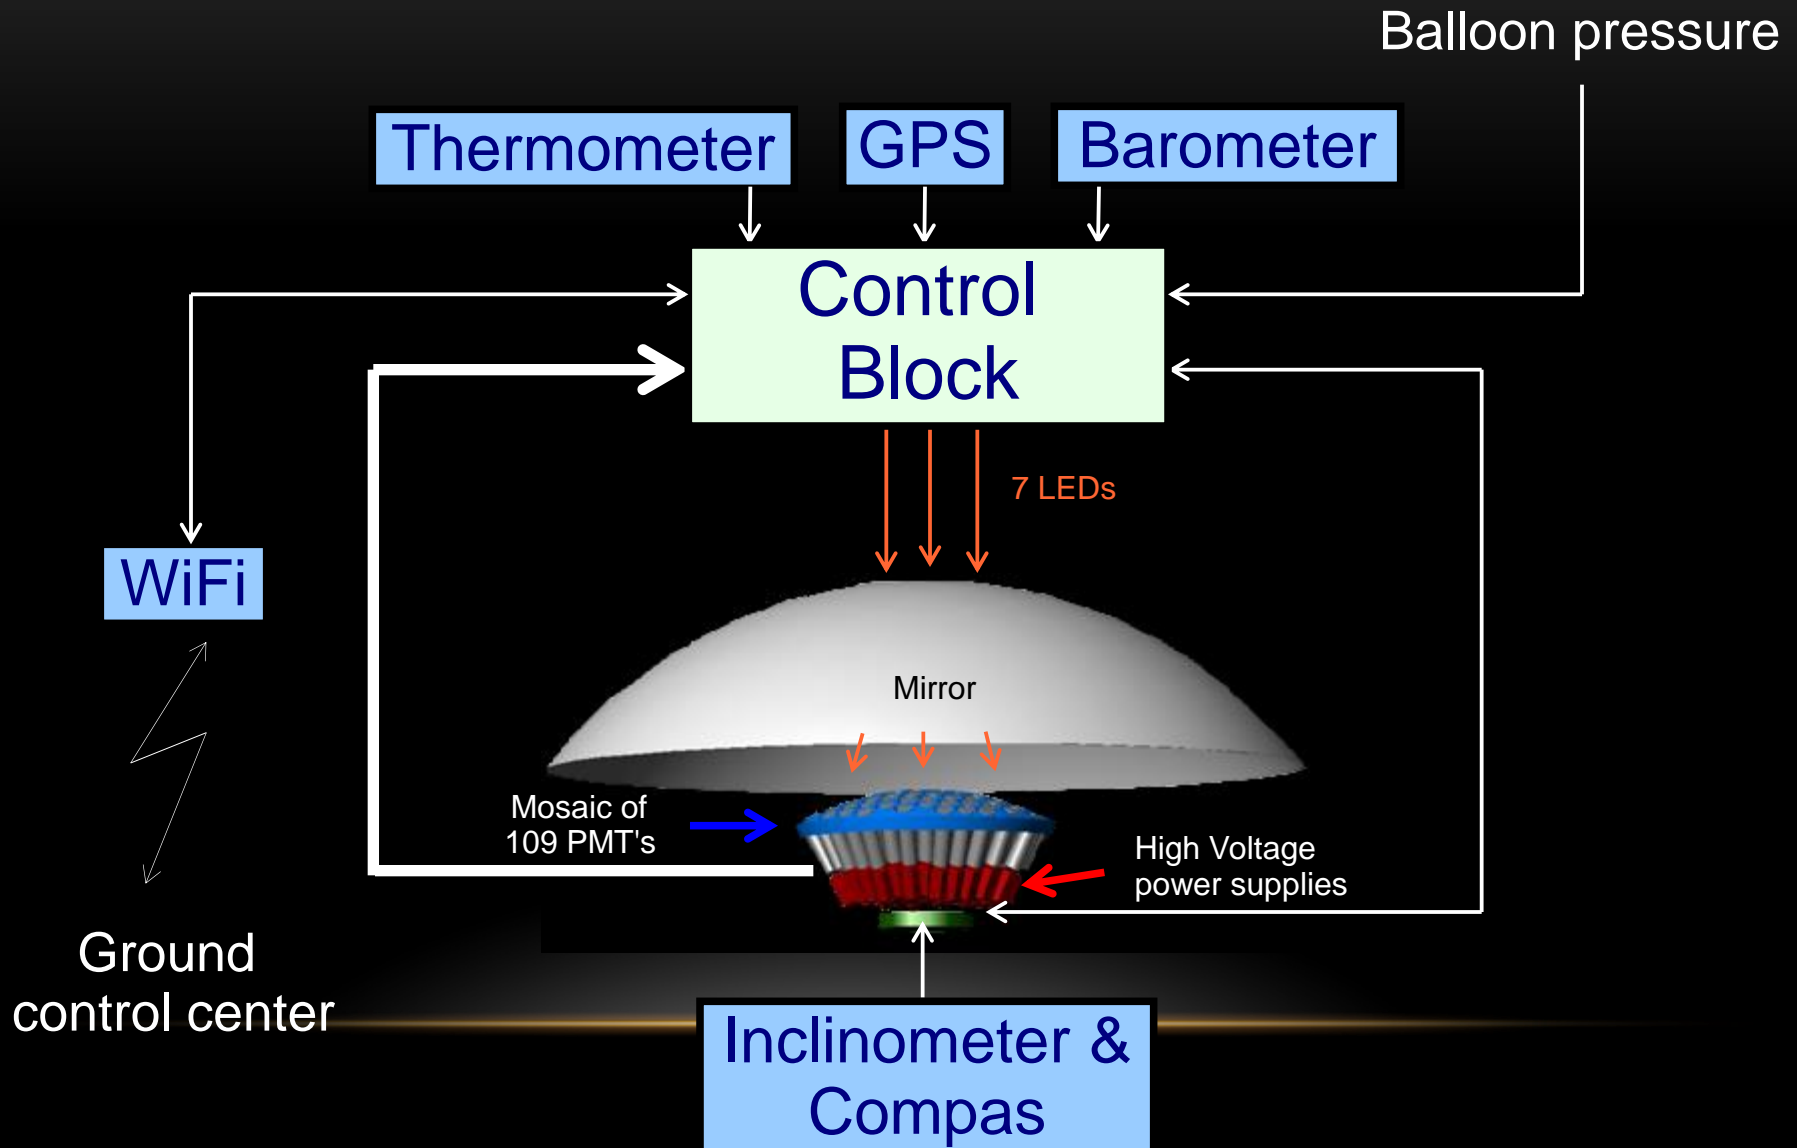 Balloon pressure
Thermometer
GPS
Barometer
Control
Block
7 LEDs
WiFi
Mirror
Mosaic of
109 PMT's
High Voltage
power supplies
Ground
control center
Inclinometer &
Compas